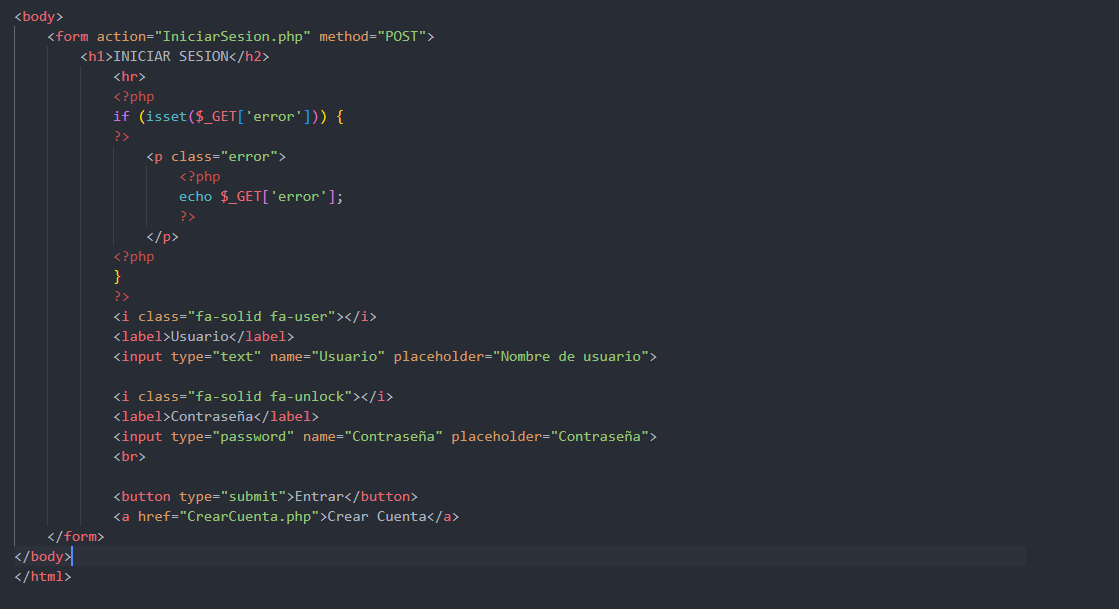 <body>
<form action="IniciarSesion.php" method="POST">
<h1>INICIAR SESION</h2>
<hr>
<?php
if (isset($_GET['error'])) {
?>
<p class="error">
<?php
echo $_GET['error'];
?>
</p>
<?php
}
?>
<i class="fa-solid fa-user"></i>
<label>Usuario</label>
<input type="text" name="Usuario" placeholder="Nombre de usuario">
<i class="fa-solid fa-unlock"></i>
<label>Contraseña</label>
<input type="password" name="Contraseña" placeholder="Contraseña">
<br>
<button type="submit">Entrar</button>
<a href="CrearCuenta.php">Crear Cuenta</a>
</form>
</body>
</html>